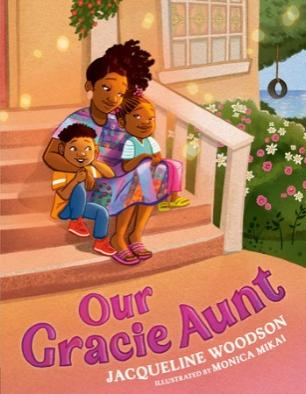 Our
Gracie Aunt
JACQUELINE WOODSON
ILLUSTRATED BY MONICA MIKAI